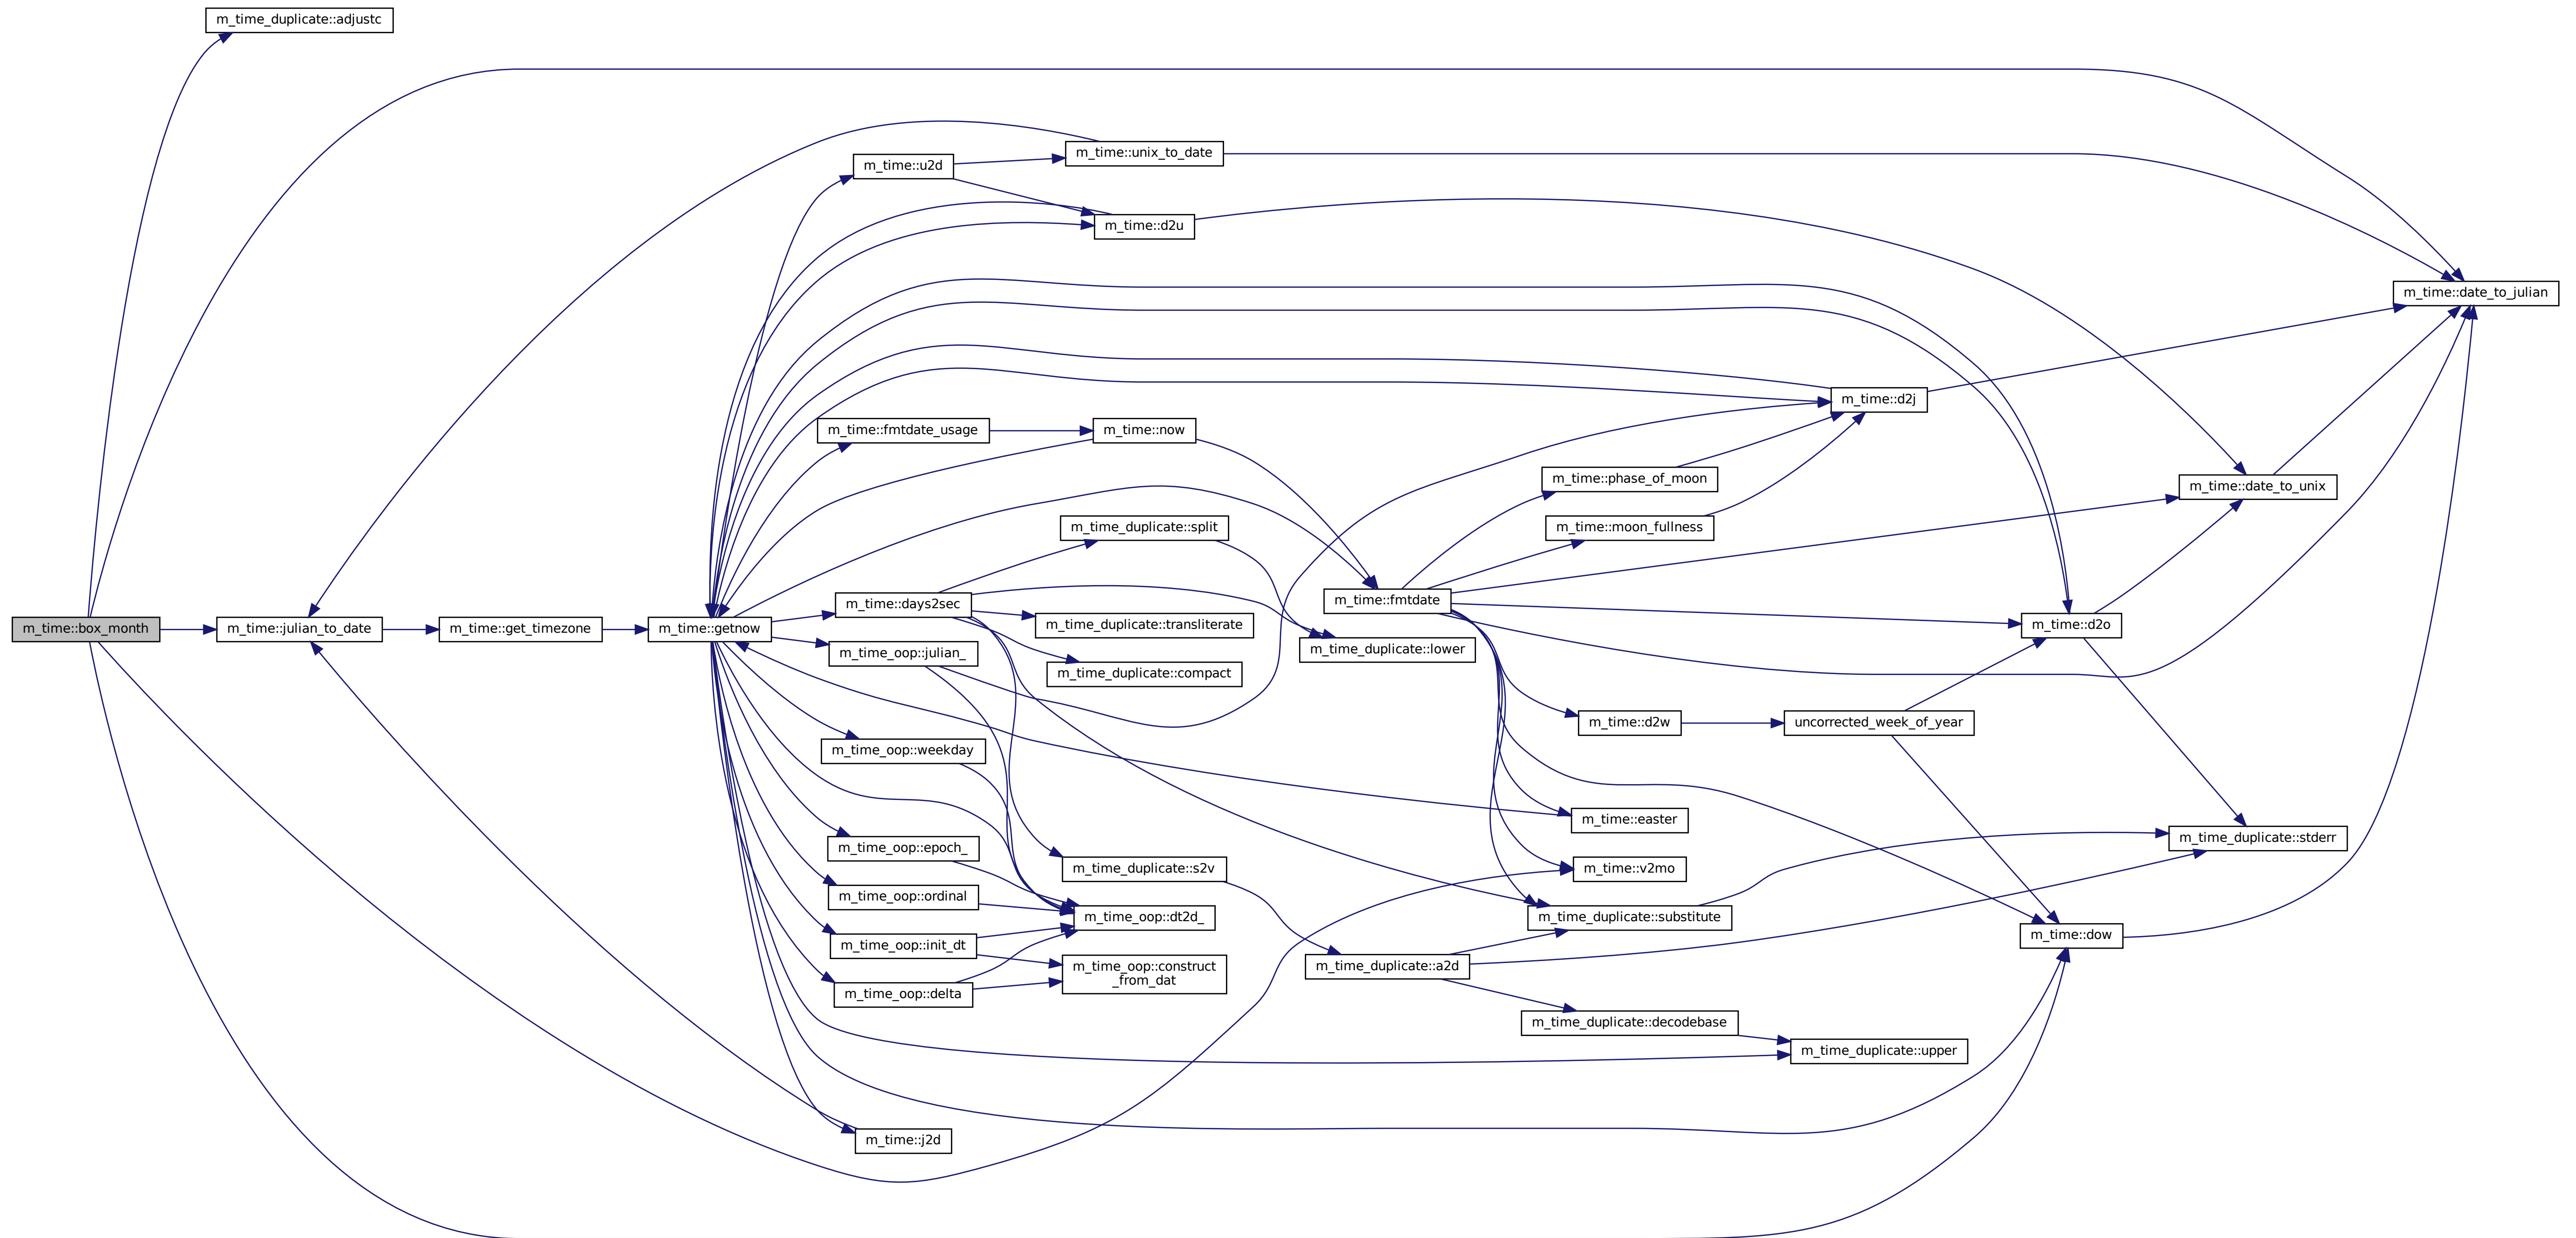 m_time_duplicate::adjustc
m_time::unix_to_date
m_time::u2d
m_time::d2u
m_time::date_to_julian
m_time::d2j
m_time::fmtdate_usage
m_time::now
m_time::phase_of_moon
m_time::date_to_unix
m_time_duplicate::split
m_time::moon_fullness
m_time::days2sec
m_time::fmtdate
m_time::box_month
m_time::julian_to_date
m_time::get_timezone
m_time::getnow
m_time_duplicate::transliterate
m_time::d2o
m_time_oop::julian_
m_time_duplicate::lower
m_time_duplicate::compact
m_time::d2w
uncorrected_week_of_year
m_time_oop::weekday
m_time::easter
m_time_duplicate::stderr
m_time_oop::epoch_
m_time_duplicate::s2v
m_time::v2mo
m_time_oop::ordinal
m_time_oop::dt2d_
m_time_duplicate::substitute
m_time::dow
m_time_oop::init_dt
m_time_duplicate::a2d
m_time_oop::construct
_from_dat
m_time_oop::delta
m_time_duplicate::decodebase
m_time_duplicate::upper
m_time::j2d